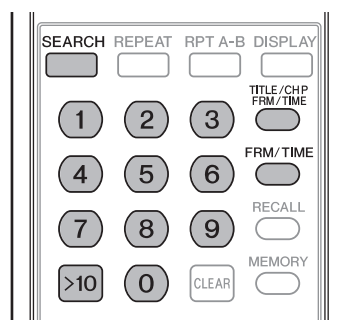 SEARCH REPEAT RPT A-B DISPLAY
TITLE/CHP
FRM/TIME
1 2 3
FRM/TIME
4 5 6
RECALL
7 8 9
MEMORY
>10 0 CLEAR